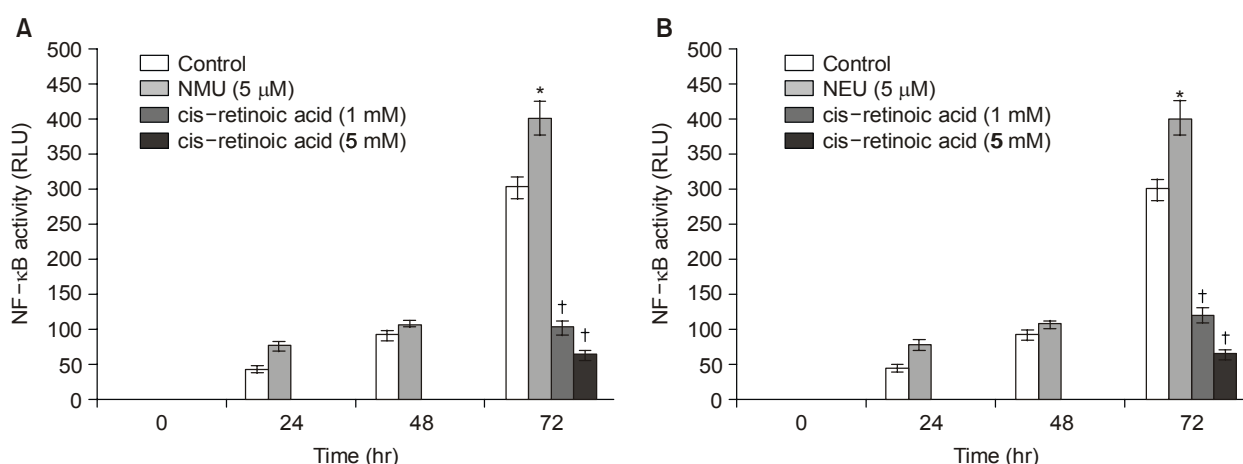 A
NF−κB activity (RLU)
500
450
400
350
300
250
200
150
100
50
0
Control
NMU (5 μM)
cis−retinoic acid (1 mM)
cis−retinoic acid (5 mM)
*
†
†
0 24 48 72
Time (hr)
B
NF−κB activity (RLU)
500
450
400
350
300
250
200
150
100
50
0
Control
NEU (5 μM)
cis−retinoic acid (1 mM)
cis−retinoic acid (5 mM)
*
†
†
0 24 48 72
Time (hr)